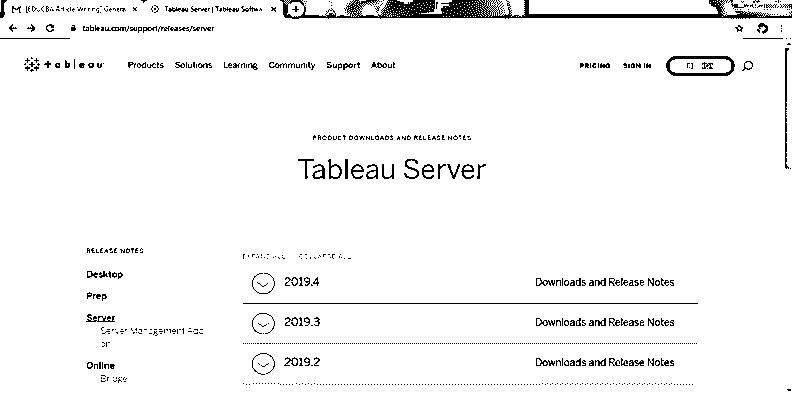 [EDUCBA Article Writing] Genera × Tableau Server | Tableau Softwa × +
tableau.com/support/releases/server
+ a b | e a u Products Solutions Learning Community Support About PRICING SIGN IN
PRODUCT DOWNLOADS AND RELEASE NOTES
Tableau Server
RELEASE NOTES
EXPAND ALL COLLAPSE ALL
Desktop
2019.4 Downloads and Release Notes
Prep
Server
Server Management Add-
on
2019.3 Downloads and Release Notes
Online
Bridge
2019.2 Downloads and Release Notes